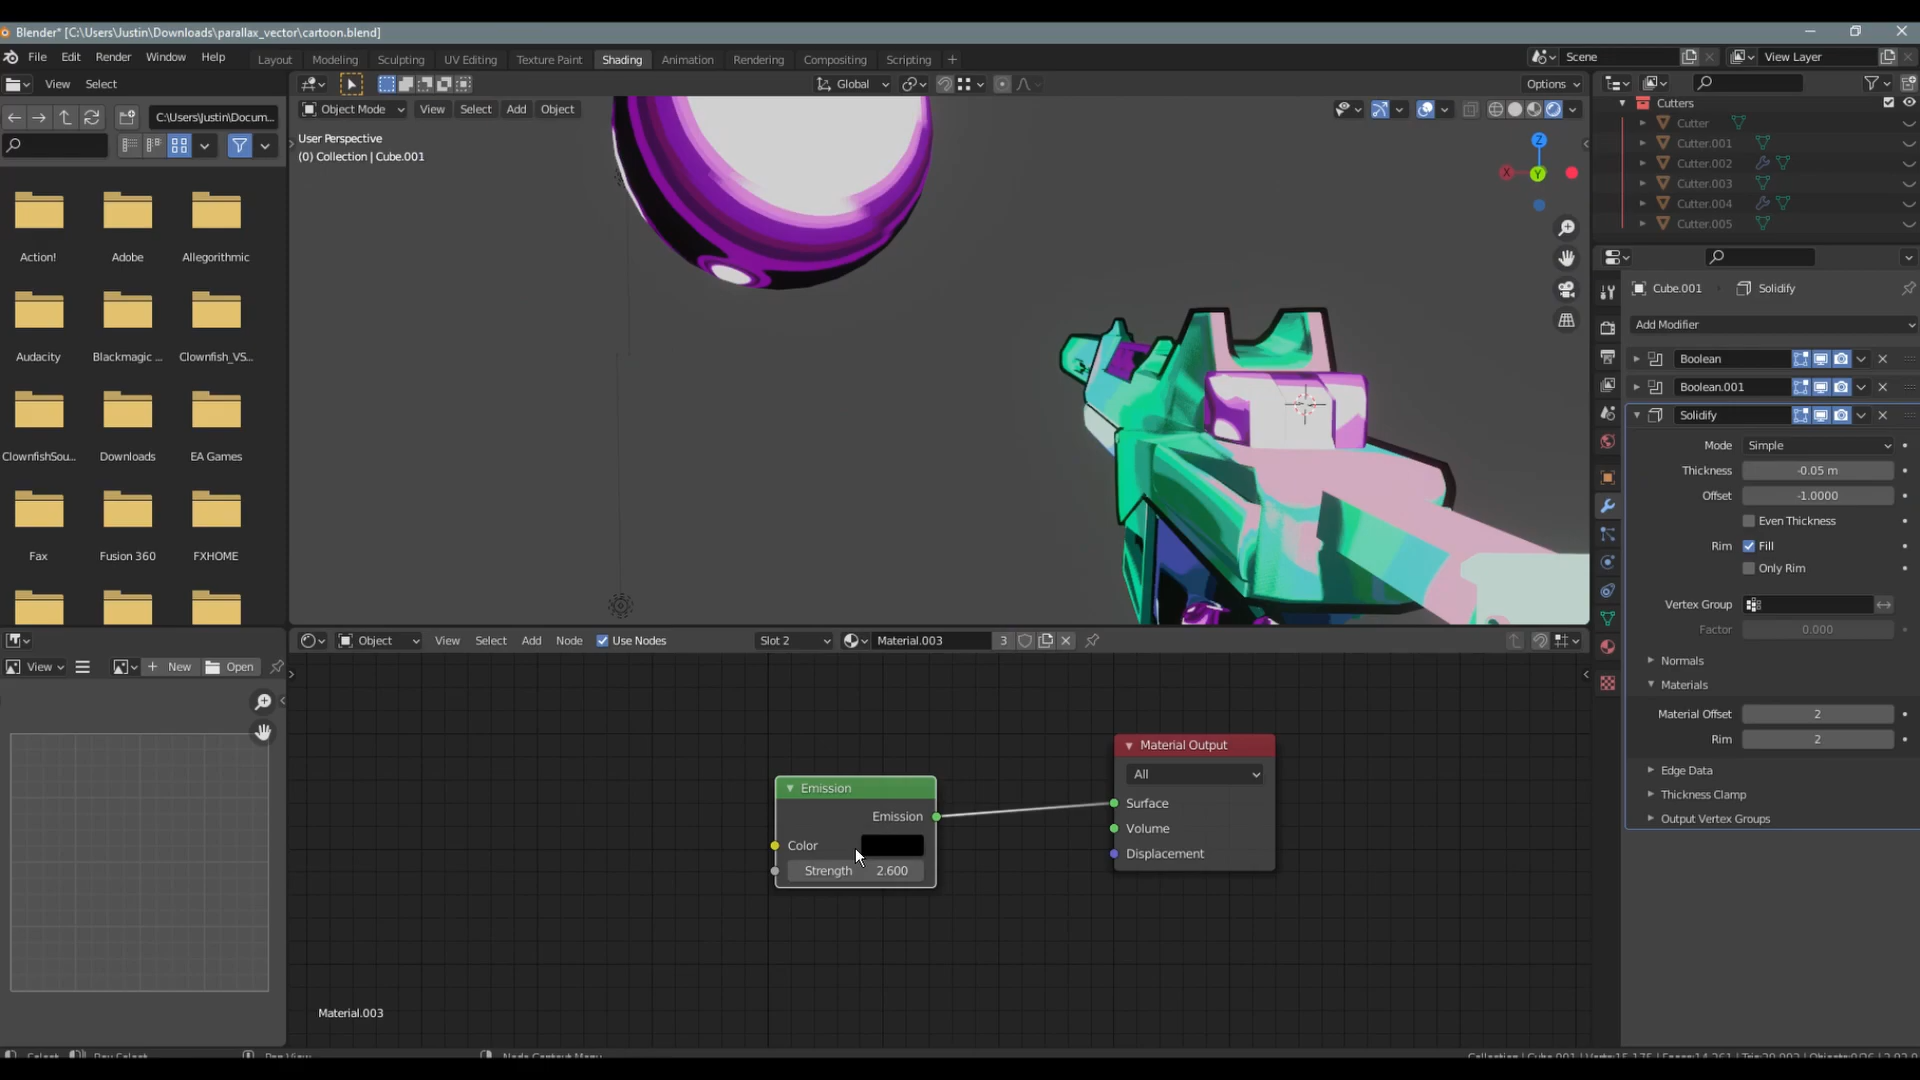 Blender* [C:\Users\Justin\Downloads\parallax_vector\cartoon.blend]
File Edit Render Window Help
Layout Modeling Sculpting UV Editing Texture Paint Shading Animation Rendering Compositing Scripting +
Scene View Layer
View Select
Global
Options
C:\Users\Justin\Docum...
Object Mode View Select Add Object
User Perspective
(0) Collection | Cube.001
Z
X
Y
Cutters
Cutter
Cutter.001
Cutter.002
Cutter.003
Cutter.004
Cutter.005
Action! Adobe Allegorithmic
Audacity Blackmagic ... Clownfish_VS...
ClownfishSou... Downloads EA Games
Fax Fusion 360 FXHOME
Cube.001 Solidify
Add Modifier
Boolean
Boolean.001
Solidify
Mode Simple
Thickness -0.05 m
Offset -1.0000
Even Thickness
Rim Fill
Only Rim
Vertex Group
Factor 0.000
Normals
Materials
Material Offset 2
Rim 2
Edge Data
Thickness Clamp
Output Vertex Groups
Object View Select Add Node Use Nodes Slot 2 Material.003 3
View New Open
Emission
Emission
Color
Strength 2.600
Material Output
All
Surface
Volume
Displacement
Material.003